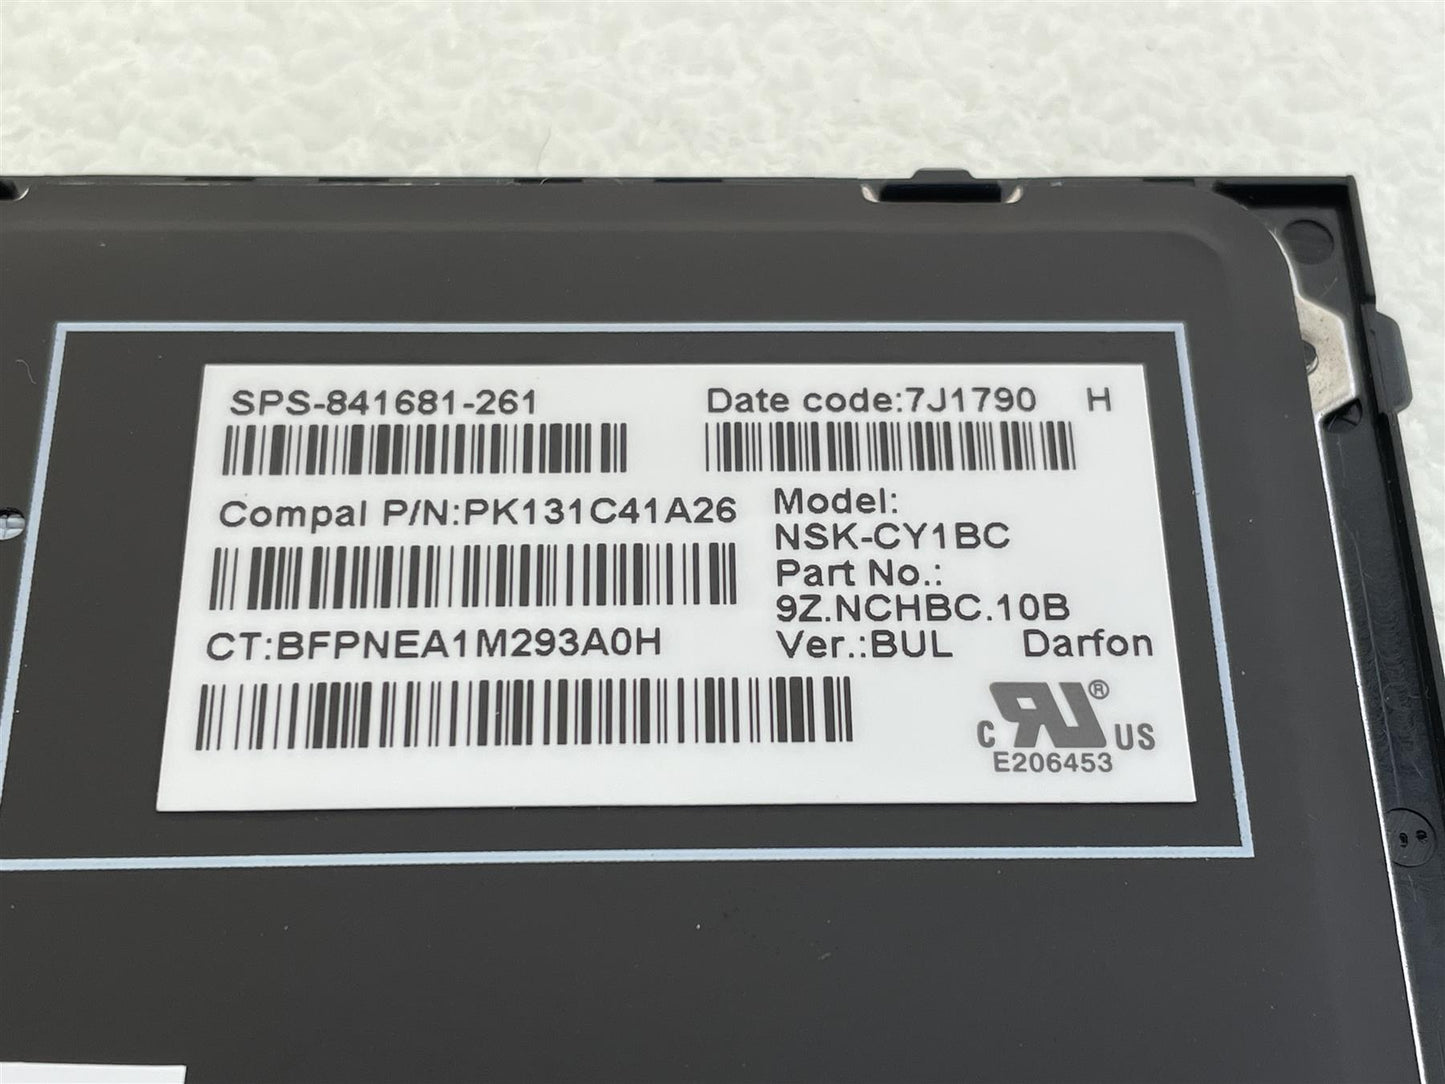 SPS-841681-261
Date code:7J1790 H
Compal P/N:PK131C41A26
Model:
NSK-CY1BC
Part No.:
9Z.NCHBC.10B
CT:BFPNEA1M293A0H
Ver.:BUL Darfon
C RU® US
E206453